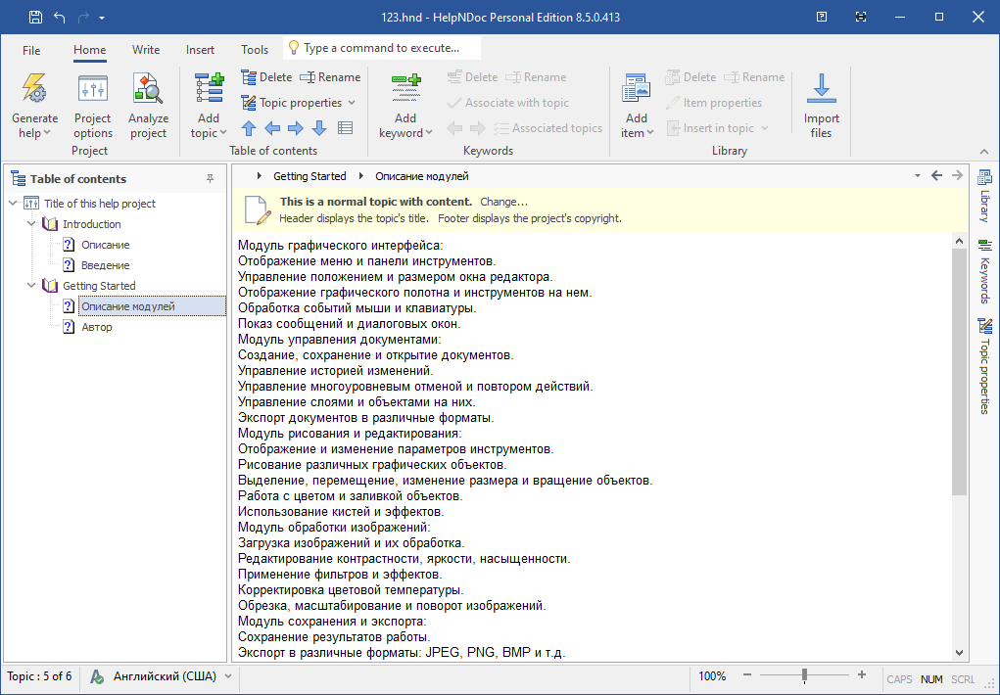 123.hnd - HelpNDoc Personal Edition 8.5.0.413
File Home Write Insert Tools Type a command to execute...
Generate help
Project options
Analyze project
Project
Add topic
Delete Rename
Topic properties
Table of contents
Add keyword
Delete Rename
Associate with topic
Associated topics
Keywords
Add item
Delete Rename
Item properties
Insert in topic
Library
Import files
Table of contents
Title of this help project
Introduction
Описание
Введение
Getting Started
Описание модулей
Автор
Getting Started Описание модулей
This is a normal topic with content. Change...
Header displays the topic's title. Footer displays the project's copyright.
Модуль графического интерфейса:
Отображение меню и панели инструментов.
Управление положением и размером окна редактора.
Отображение графического полотна и инструментов на нем.
Обработка событий мыши и клавиатуры.
Показ сообщений и диалоговых окон.
Модуль управления документами:
Создание, сохранение и открытие документов.
Управление историей изменений.
Управление многоуровневым отменой и повтором действий.
Управление слоями и объектами на них.
Экспорт документов в различные форматы.
Модуль рисования и редактирования:
Отображение и изменение параметров инструментов.
Рисование различных графических объектов.
Выделение, перемещение, изменение размера и вращение объектов.
Работа с цветом и заливкой объектов.
Использование кистей и эффектов.
Модуль обработки изображений:
Загрузка изображений и их обработка.
Редактирование контрастности, яркости, насыщенности.
Применение фильтров и эффектов.
Корректировка цветовой температуры.
Обрезка, масштабирование и поворот изображений.
Модуль сохранения и экспорта:
Сохранение результатов работы.
Экспорт в различные форматы: JPEG, PNG, BMP и т.д.
Library
Keywords
Topic properties
Topic : 5 of 6 Английский (США) 100% CAPS NUM SCRL